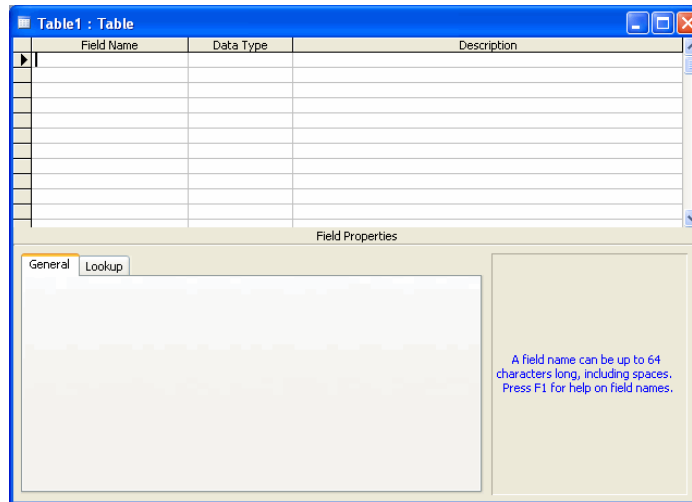 Table1 : Table
Field Name Data Type Description
Field Properties
General Lookup
A field name can be up to 64
characters long, including spaces.
Press F1 for help on field names.